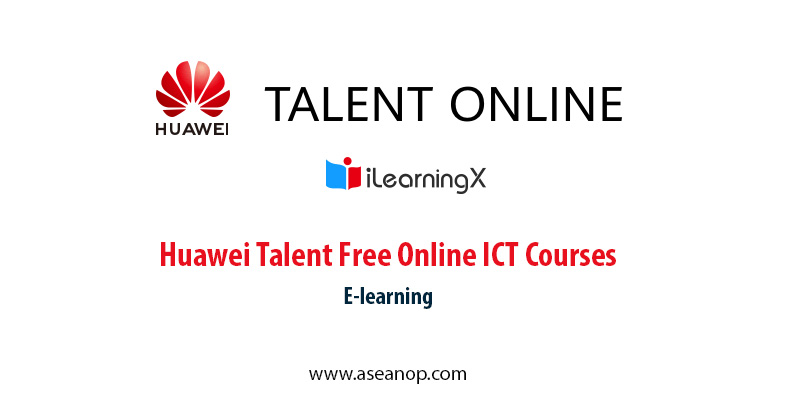 HUAWEI
TALENT ONLINE
iLearningX
Huawei Talent Free Online ICT Courses
E-learning
www.aseanop.com